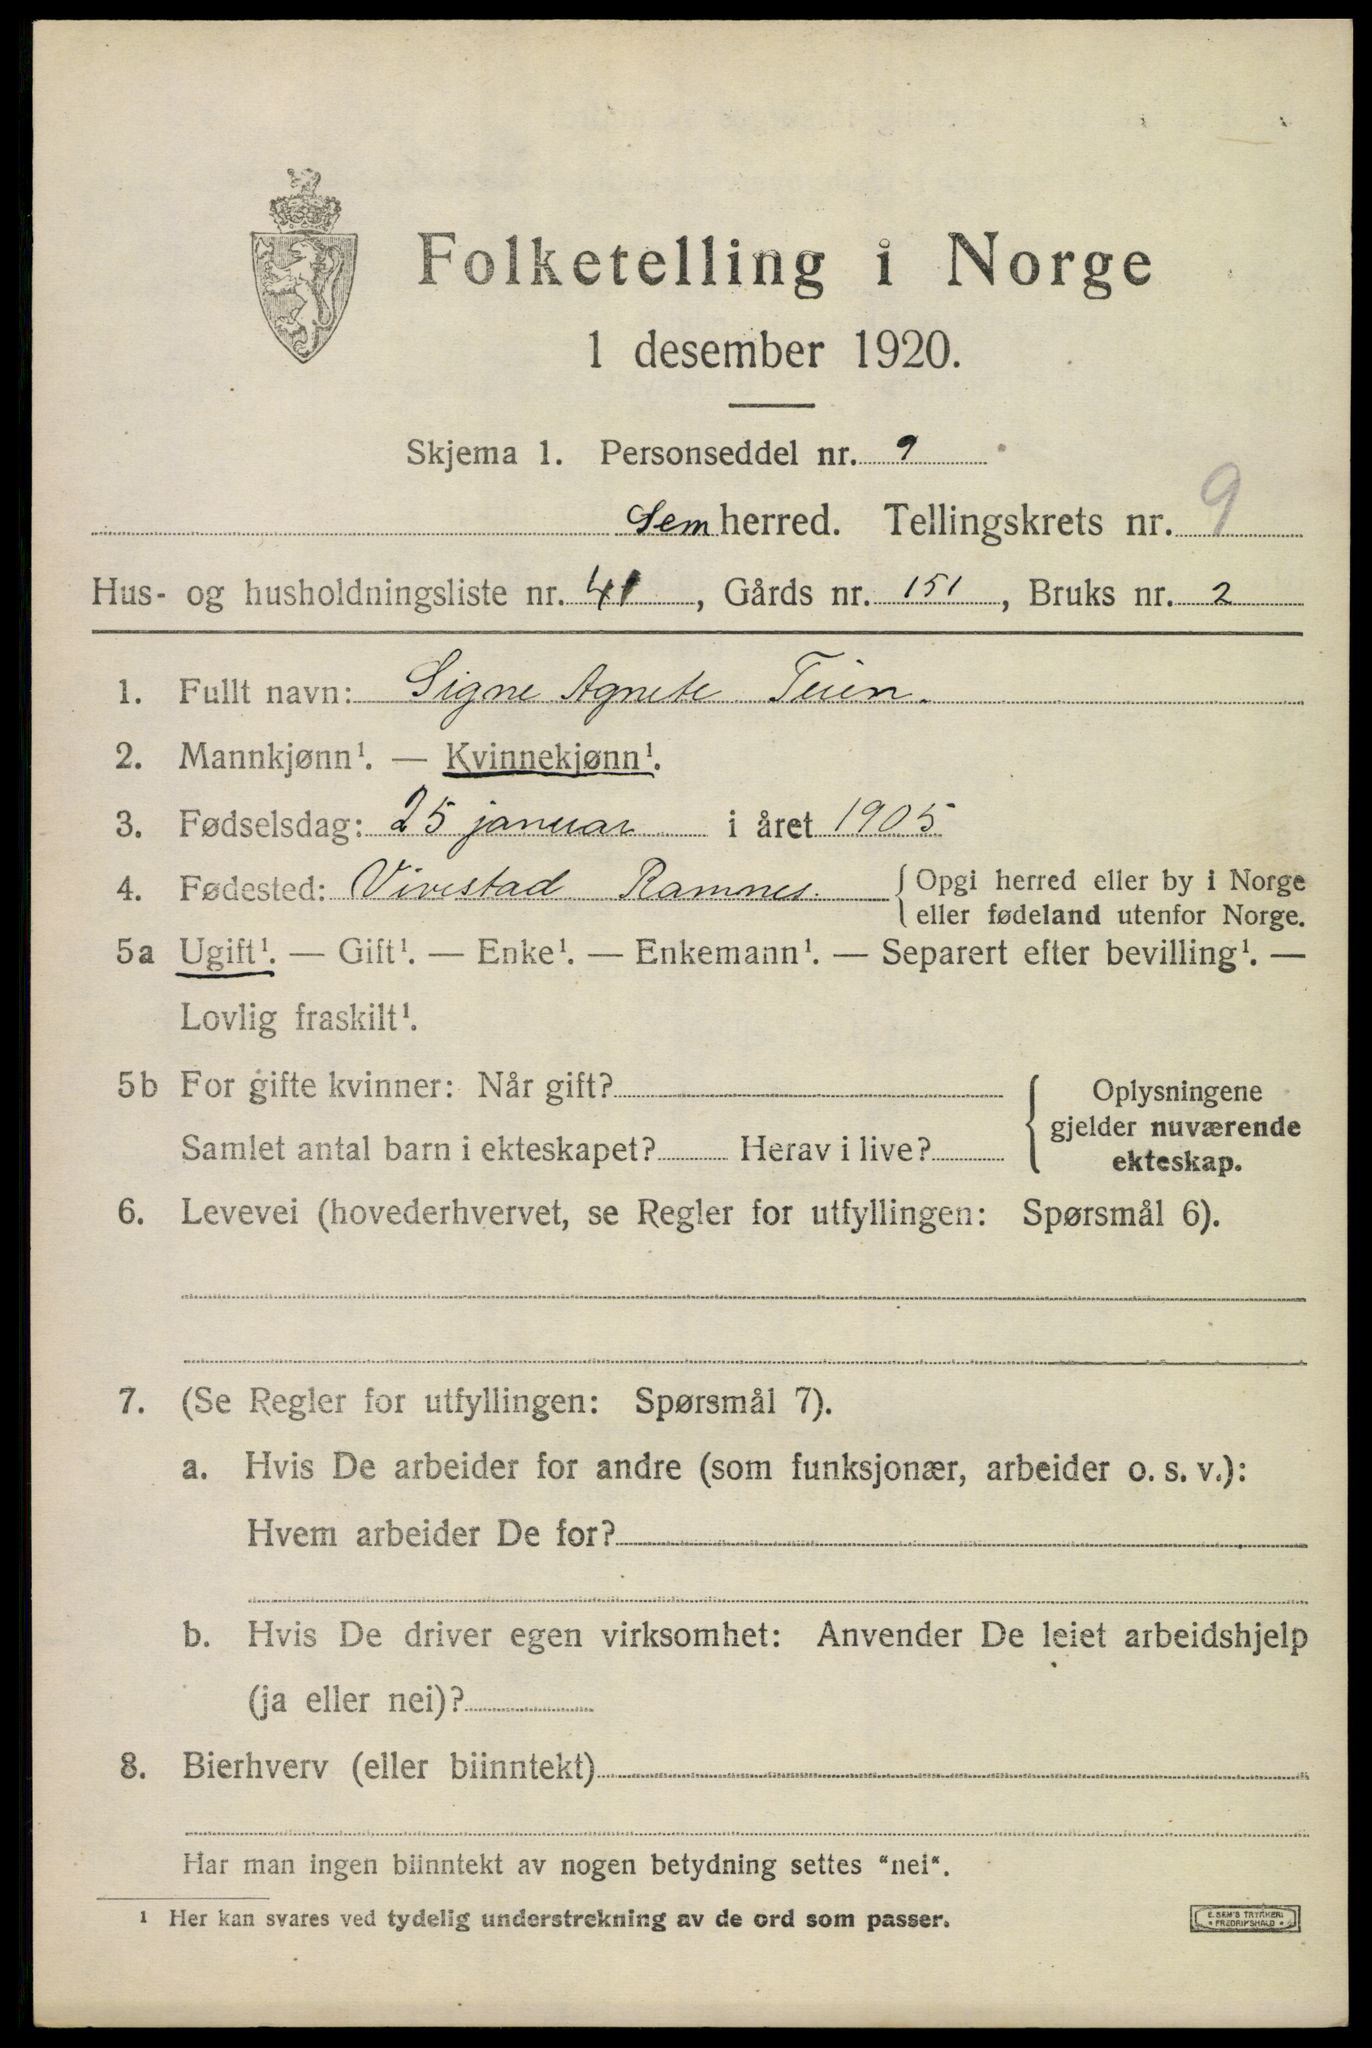 Folketelling i Norge
1 desember 1920.
Skjema 1. Personseddel nr. 9
Sem herred. Tellingskrets nr. 9
Hus- og husholdningsliste nr. 41, Gårds nr. 151, Bruks nr. 2
1. Fullt navn: Signe Agnete Teien.
2. Mannkjønn¹. — Kvinnekjønn¹.
3. Fødselsdag: 25 januar i året 1905
4. Fødested: Vivestad Ramnes. { Opgi herred eller by i Norge
eller fødeland utenfor Norge.
5a Ugift¹. — Gift¹. — Enke¹. — Enkemann¹. — Separert efter bevilling¹. —
Lovlig fraskilt¹.
5b For gifte kvinner: Når gift? { Oplysningene
gjelder nuværende
Samlet antal barn i ekteskapet? Herav i live?
ekteskap.
6. Levevei (hovederhvervet, se Regler for utfyllingen: Spørsmål 6).
7. (Se Regler for utfyllingen: Spørsmål 7).
a. Hvis De arbeider for andre (som funksjonær, arbeider o. s. v.):
Hvem arbeider De for?
b. Hvis De driver egen virksomhet: Anvender De leiet arbeidshjelp
(ja eller nei)?
8. Bierhverv (eller biinntekt)
Har man ingen biinntekt av nogen betydning settes "nei".
¹ Her kan svares ved tydelig understrekning av de ord som passer.
E. SEM'S TRYKKERI
* FREDRIKSHALD *